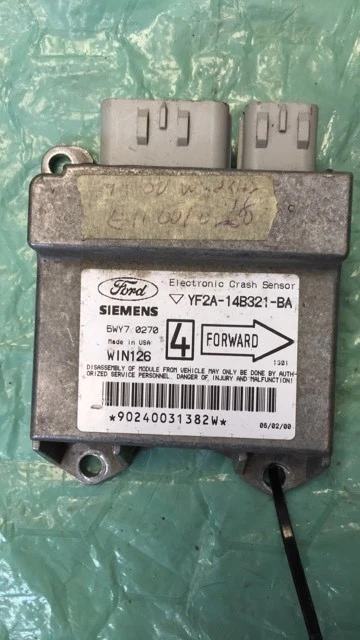 Ford
Electronic Crash Sensor
SIEMENS
YF2A-14B321-BA
5WY7 0270
Made in USA
WIN126
4
FORWARD
1301
DISASSEMBLY OF MODULE FROM VEHICLE MAY ONLY BE DONE BY AUTH-
ORIZED SERVICE PERSONNEL. DANGER OF INJURY AND MALFUNCTION!
*90240031382W*
06/02/00